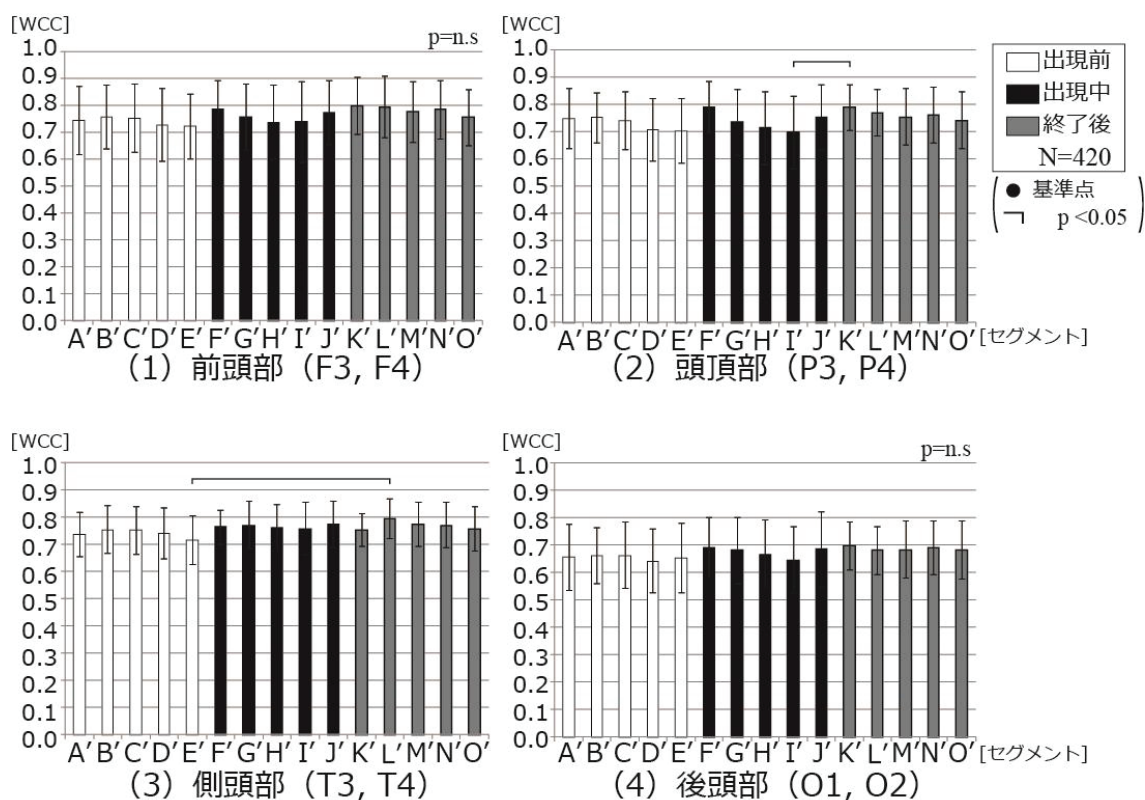 [WCC]
p=n.s
1.0
0.9
0.8
0.7
0.6
0.5
0.4
0.3
0.2
0.1
0.0
A′ B′ C′ D′ E′ F′ G′ H′ I′ J′ K′ L′ M′ N′ O′
（1）前頭部（F3, F4）
[WCC]
1.0
0.9
0.8
0.7
0.6
0.5
0.4
0.3
0.2
0.1
0.0
A′ B′ C′ D′ E′ F′ G′ H′ I′ J′ K′ L′ M′ N′ O′ [セグメント]
（2）頭頂部（P3, P4）
出現前
出現中
終了後
N=420
● 基準点
p <0.05
[WCC]
1.0
0.9
0.8
0.7
0.6
0.5
0.4
0.3
0.2
0.1
0.0
A′ B′ C′ D′ E′ F′ G′ H′ I′ J′ K′ L′ M′ N′ O′
（3）側頭部（T3, T4）
[WCC]
p=n.s
1.0
0.9
0.8
0.7
0.6
0.5
0.4
0.3
0.2
0.1
0.0
A′ B′ C′ D′ E′ F′ G′ H′ I′ J′ K′ L′ M′ N′ O′ [セグメント]
（4）後頭部（O1, O2）